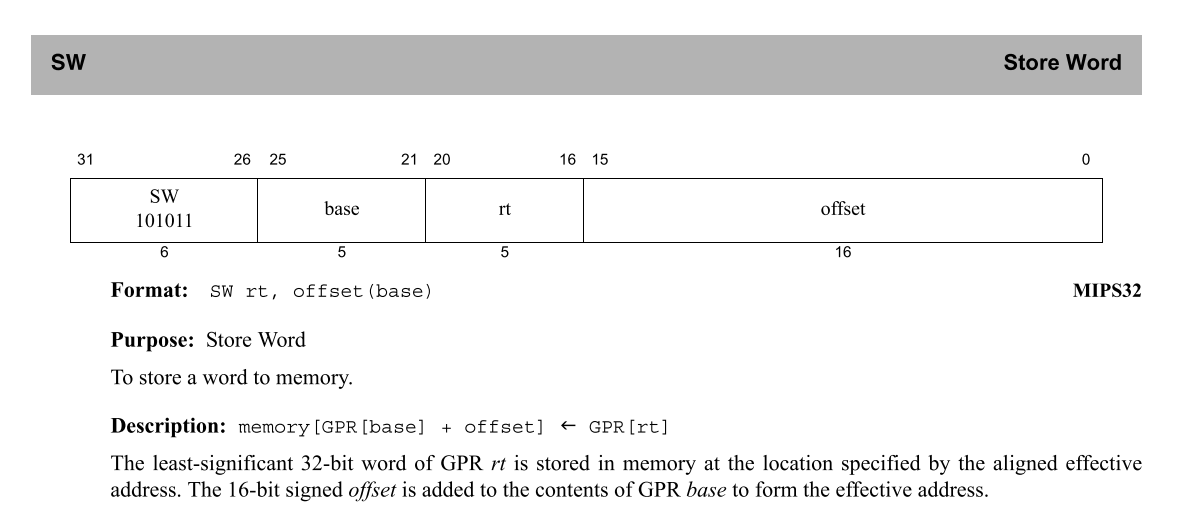 SW Store Word
31 26 25 21 20 16 15 0
SW
101011
base rt offset
6 5 5 16
Format: SW rt, offset(base) MIPS32
Purpose: Store Word
To store a word to memory.
Description: memory[GPR[base] + offset] ← GPR[rt]
The least-significant 32-bit word of GPR rt is stored in memory at the location specified by the aligned effective
address. The 16-bit signed offset is added to the contents of GPR base to form the effective address.